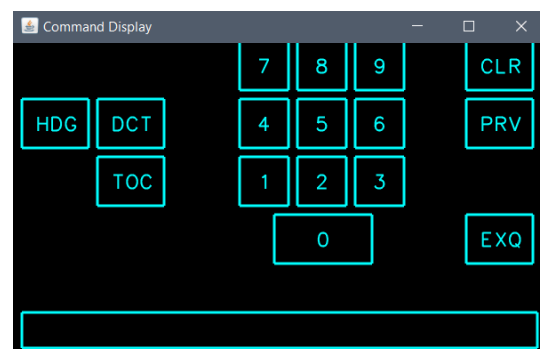 Command Display
7 8 9 CLR
HDG DCT 4 5 6 PRV
TOC 1 2 3
0 EXQ